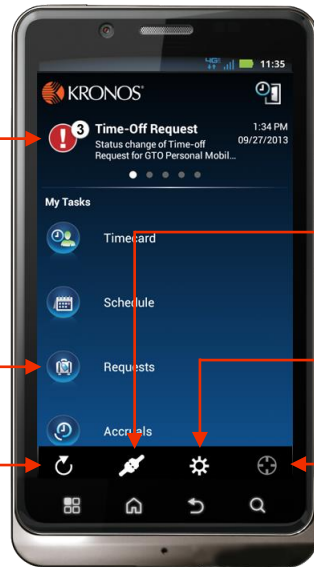 4G
11:35
KRONOS
3
Time-Off Request
1:34 PM
Status change of Time-off
09/27/2013
Request for GTO Personal Mobil...
My Tasks
Timecard
Schedule
Requests
Accruals